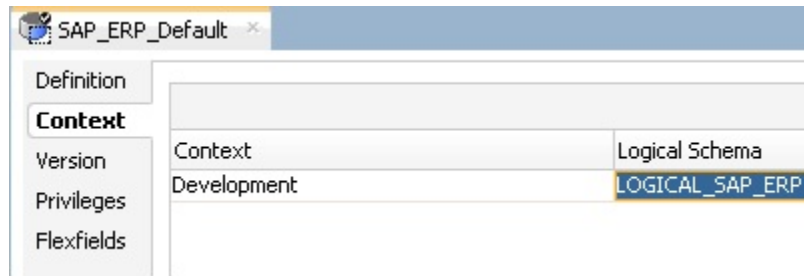 SAP_ERP_Default
Definition
Context
Version
Privileges
Flexfields
Context Logical Schema
Development LOGICAL_SAP_ERP